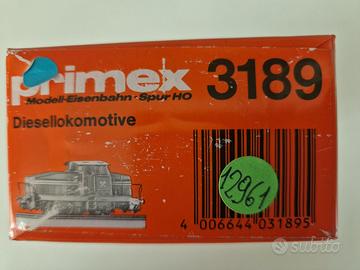 primex 3189
Modell-Eisenbahn · Spur HO
Diesellokomotive
12961
4 006644 031895
subito